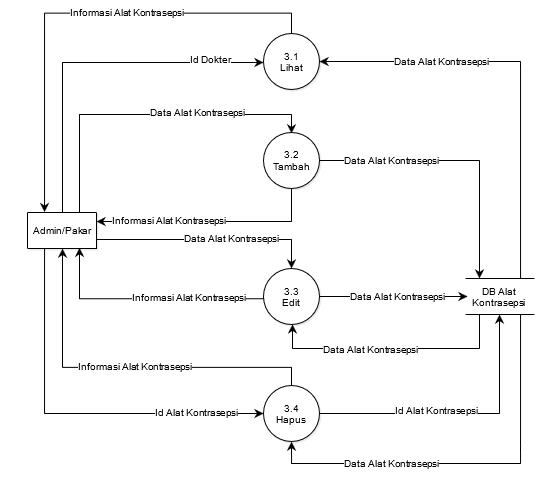 Informasi Alat Kontrasepsi
3.1
Lihat
Id Dokter
Data Alat Kontrasepsi
Data Alat Kontrasepsi
3.2
Tambah
Data Alat Kontrasepsi
Informasi Alat Kontrasepsi
Admin/Pakar
Data Alat Kontrasepsi
3.3
Edit
Informasi Alat Kontrasepsi
Data Alat Kontrasepsi
DB Alat
Kontrasepsi
Data Alat Kontrasepsi
Informasi Alat Kontrasepsi
Id Alat Kontrasepsi
3.4
Hapus
Id Alat Kontrasepsi
Data Alat Kontrasepsi